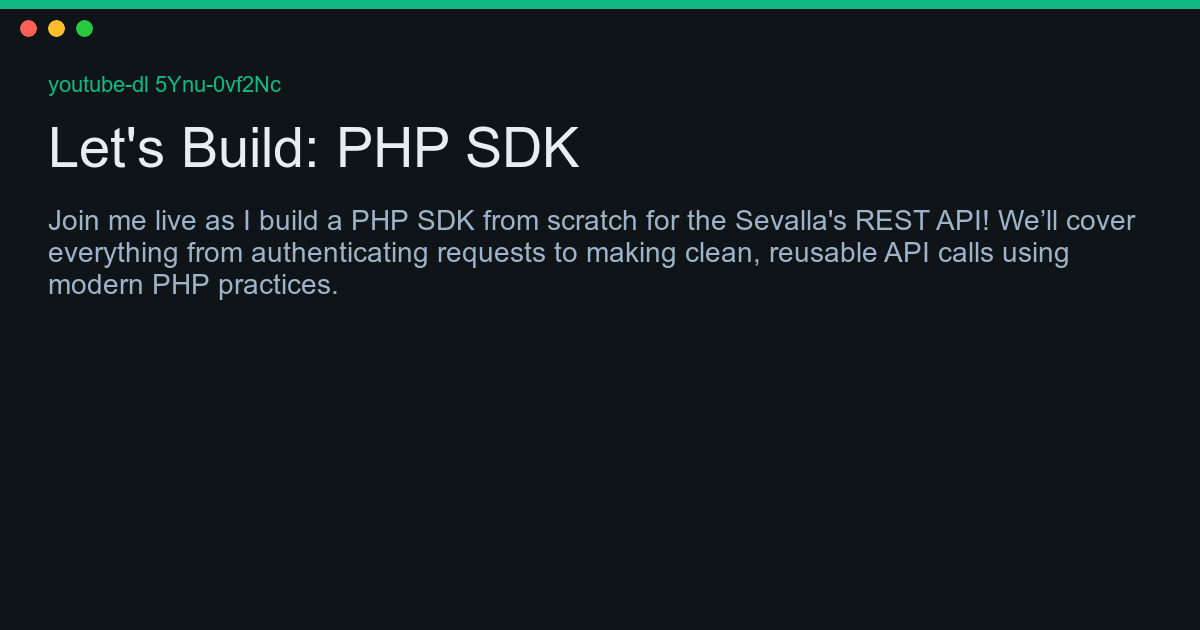 youtube-dl 5Ynu-0vf2Nc
Let's Build: PHP SDK
Join me live as I build a PHP SDK from scratch for the Sevalla's REST API! We’ll cover
everything from authenticating requests to making clean, reusable API calls using
modern PHP practices.